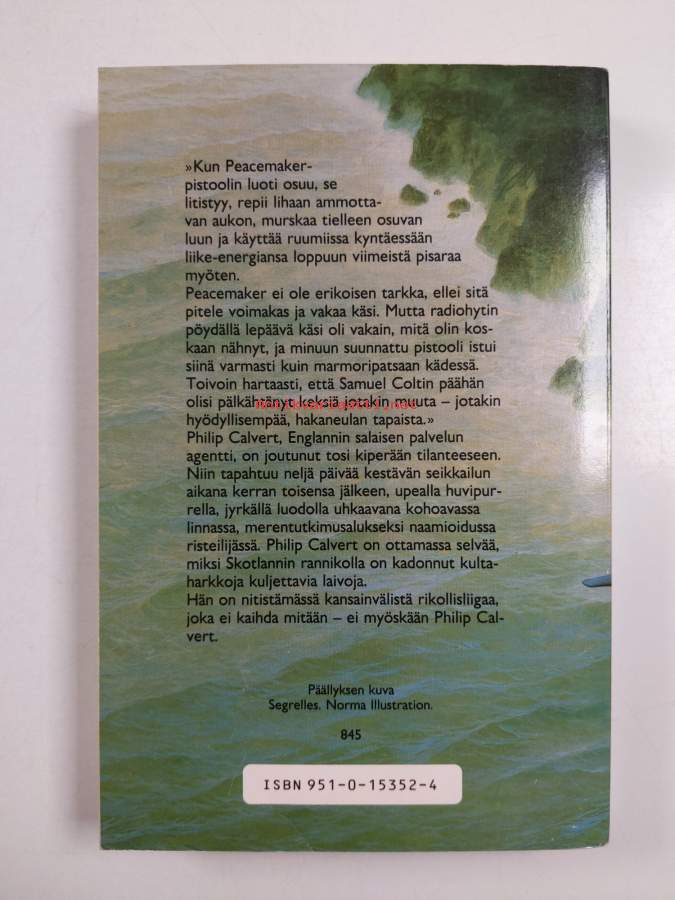 »Kun Peacemaker-
pistoolin luoti osuu, se
litistyy, repii lihaan ammotta-
van aukon, murskaa tielleen osuvan
luun ja käyttää ruumiissa kyntäessään
liike-energiansa loppuun viimeistä pisaraa
myöten.
Peacemaker ei ole erikoisen tarkka, ellei sitä
pitele voimakas ja vakaa käsi. Mutta radiohytin
pöydällä lepäävä käsi oli vakain, mitä olin kos-
kaan nähnyt, ja minuun suunnattu pistooli istui
siinä varmasti kuin marmoripatsaan kädessä.
Toivoin hartaasti, että Samuel Coltin päähän
olisi pälkähtänyt keksiä jotakin muuta – jotakin
hyödyllisempää, hakaneulan tapaista.»
Philip Calvert, Englannin salaisen palvelun
agentti, on joutunut tosi kiperään tilanteeseen.
Niin tapahtuu neljä päivää kestävän seikkailun
aikana kerran toisensa jälkeen, upealla huvipur-
rella, jyrkällä luodolla uhkaavana kohoavassa
linnassa, merentutkimusalukseksi naamioidussa
risteilijässä. Philip Calvert on ottamassa selvää,
miksi Skotlannin rannikolla on kadonnut kulta-
harkkoja kuljettavia laivoja.
Hän on nitistämässä kansainvälistä rikollisliigaa,
joka ei kaihda mitään – ei myöskään Philip Cal-
vert.
Päällyksen kuva
Segrelles. Norma Illustration.
845
ISBN 951-0-15352-4